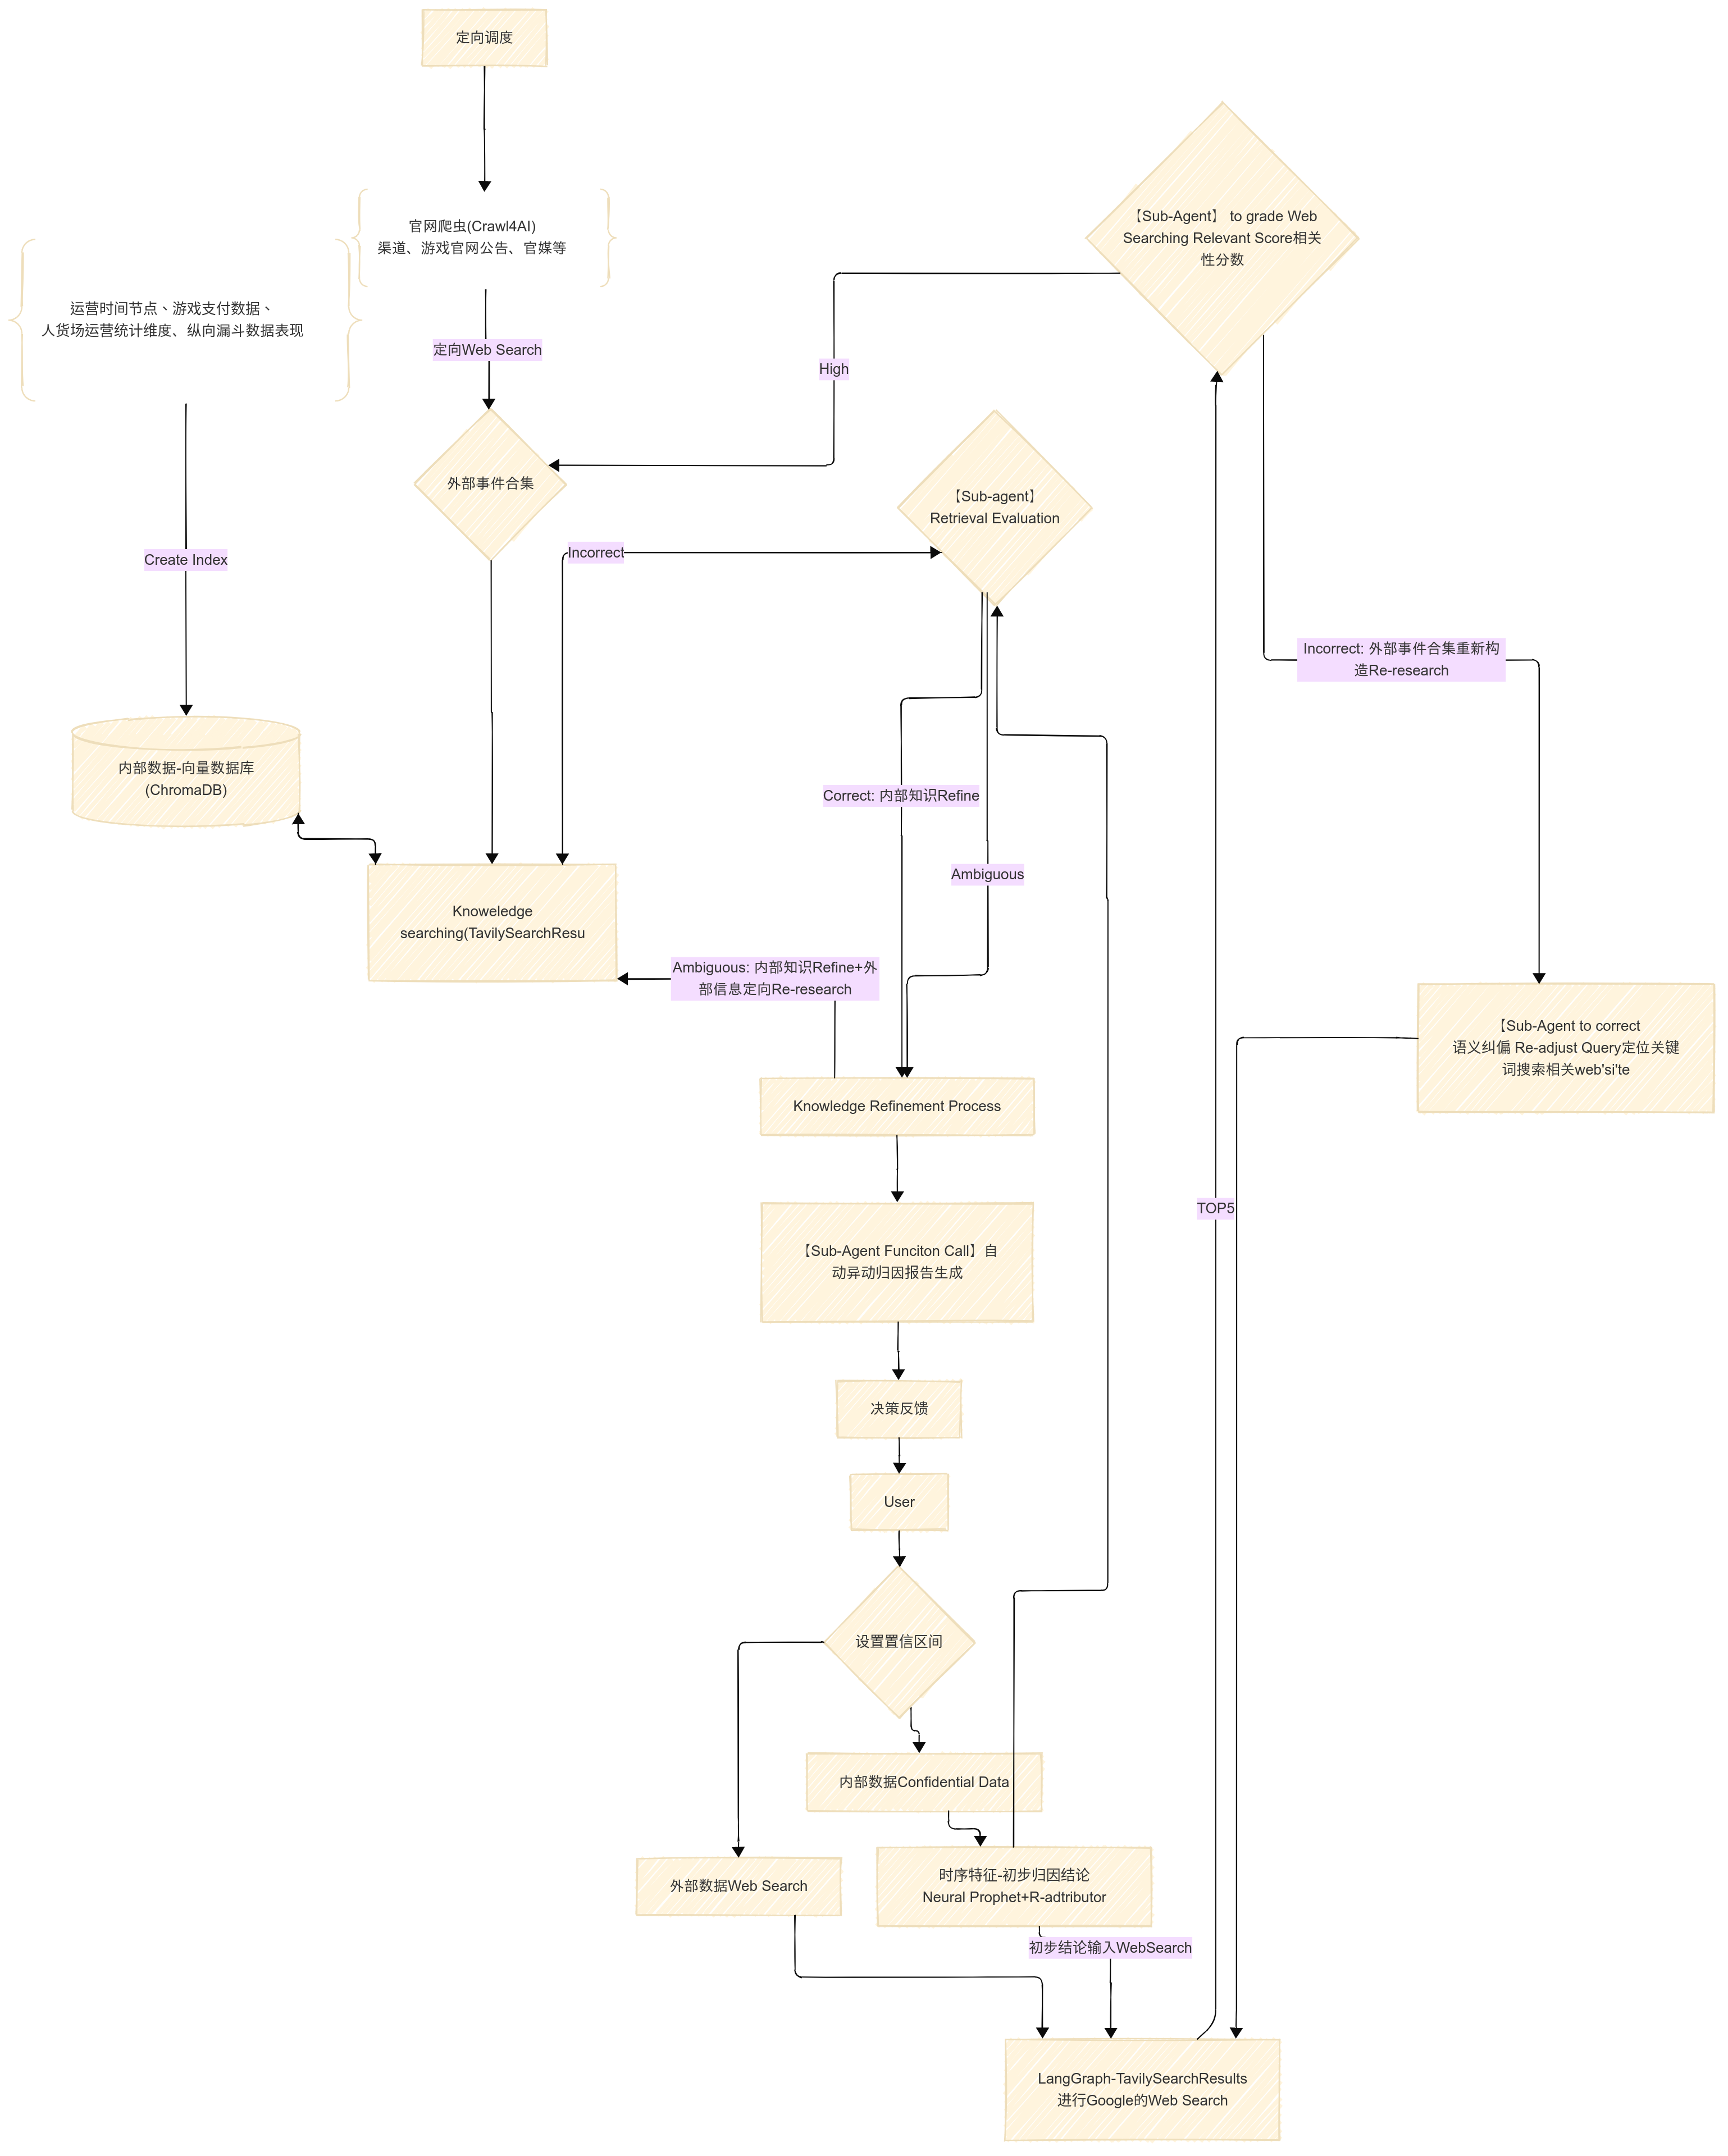 定向调度
官网爬虫(Crawl4AI)
渠道、游戏官网公告、官媒等
【Sub-Agent】 to grade Web
Searching Relevant Score相关
性分数
运营时间节点、游戏支付数据、
人货场运营统计维度、纵向漏斗数据表现
定向Web Search
High
外部事件合集
【Sub-agent】
Retrieval Evaluation
Create Index
Incorrect
Incorrect: 外部事件合集重新构
造Re-research
内部数据-向量数据库
(ChromaDB)
Correct: 内部知识Refine
Ambiguous
Knoweledge
searching(TavilySearchResu
Ambiguous: 内部知识Refine+外
部信息定向Re-research
【Sub-Agent to correct
语义纠偏 Re-adjust Query定位关键
词搜索相关web'si'te
Knowledge Refinement Process
TOP5
【Sub-Agent Funciton Call】自
动异动归因报告生成
决策反馈
User
设置置信区间
内部数据Confidential Data
外部数据Web Search
时序特征-初步归因结论
Neural Prophet+R-adtributor
初步结论输入WebSearch
LangGraph-TavilySearchResults
进行Google的Web Search